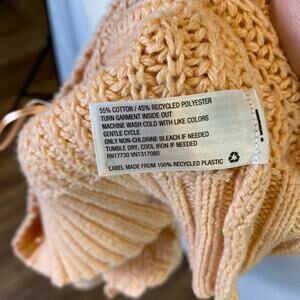 55% COTTON / 45% RECYCLED POLYESTER
TURN GARMENT INSIDE OUT
MACHINE WASH COLD WITH LIKE COLORS
GENTLE CYCLE
ONLY NON-CHLORINE BLEACH IF NEEDED
TUMBLE DRY, COOL IRON IF NEEDED
RN17730 VN1317080
LABEL MADE FROM 100% RECYCLED PLASTIC